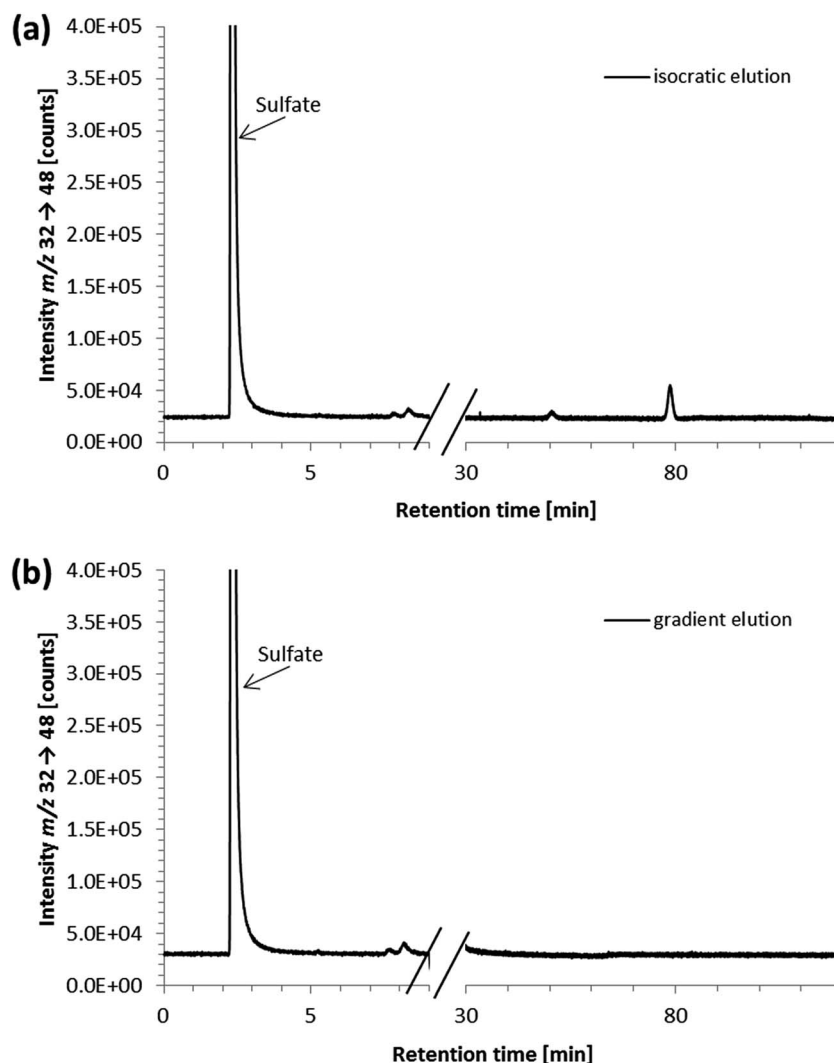 (a)
4.0E+05
3.5E+05
3.0E+05
2.5E+05
2.0E+05
1.5E+05
1.0E+05
5.0E+04
0.0E+00
Intensity m/z 32 → 48 [counts]
Sulfate
isocratic elution
0 5 30 80
Retention time [min]
(b)
4.0E+05
3.5E+05
3.0E+05
2.5E+05
2.0E+05
1.5E+05
1.0E+05
5.0E+04
0.0E+00
Intensity m/z 32 → 48 [counts]
Sulfate
gradient elution
0 5 30 80
Retention time [min]